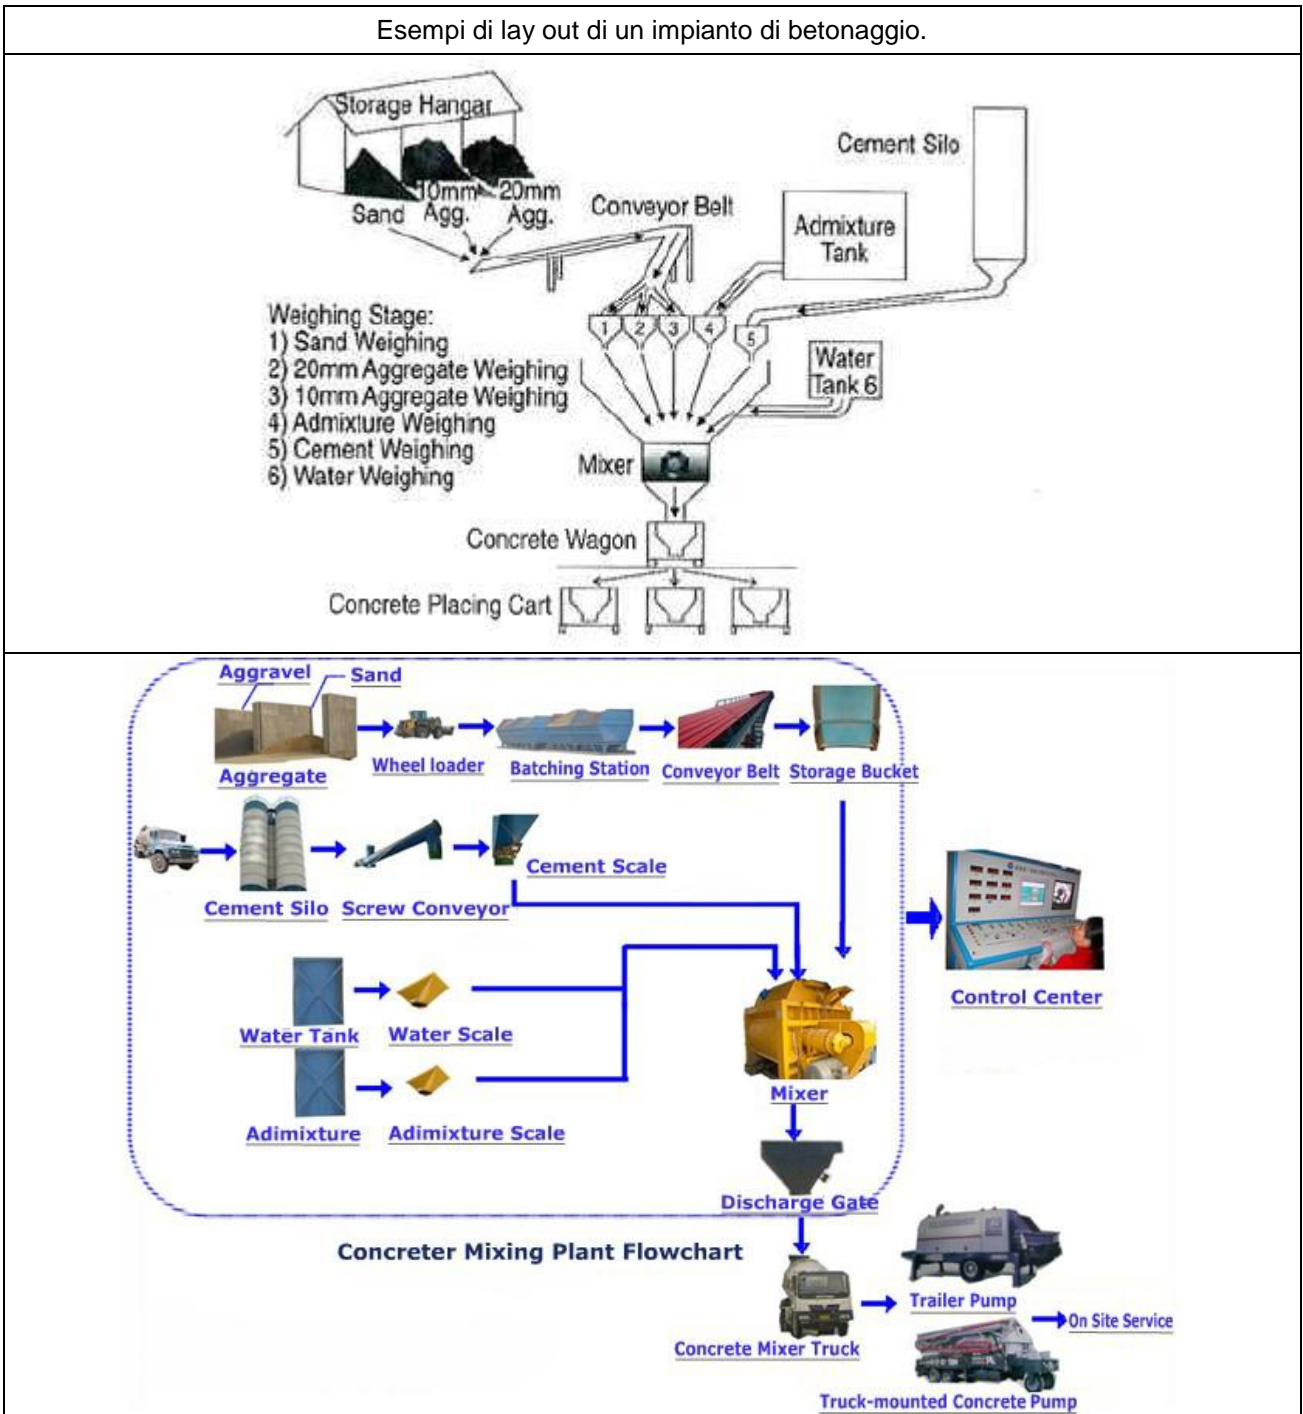 Esempi di lay out di un impianto di betonaggio.
Storage Hangar
Cement Silo
10mm 20mm
Sand Agg. Agg.
Conveyor Belt
Admixture
Tank
Weighing Stage:
1) Sand Weighing
2) 20mm Aggregate Weighing
3) 10mm Aggregate Weighing
4) Admixture Weighing
5) Cement Weighing
6) Water Weighing
1 2 3 4 5
Water
Tank 6
Mixer
Concrete Wagon
Concrete Placing Cart
Aggravel Sand
Aggregate
Wheel loader
Batching Station
Conveyor Belt
Storage Bucket
Cement Scale
Cement Silo
Screw Conveyor
Control Center
Water Tank
Water Scale
Mixer
Adimixture
Adimixture Scale
Discharge Gate
Concreter Mixing Plant Flowchart
Trailer Pump
On Site Service
Concrete Mixer Truck
Truck-mounted Concrete Pump